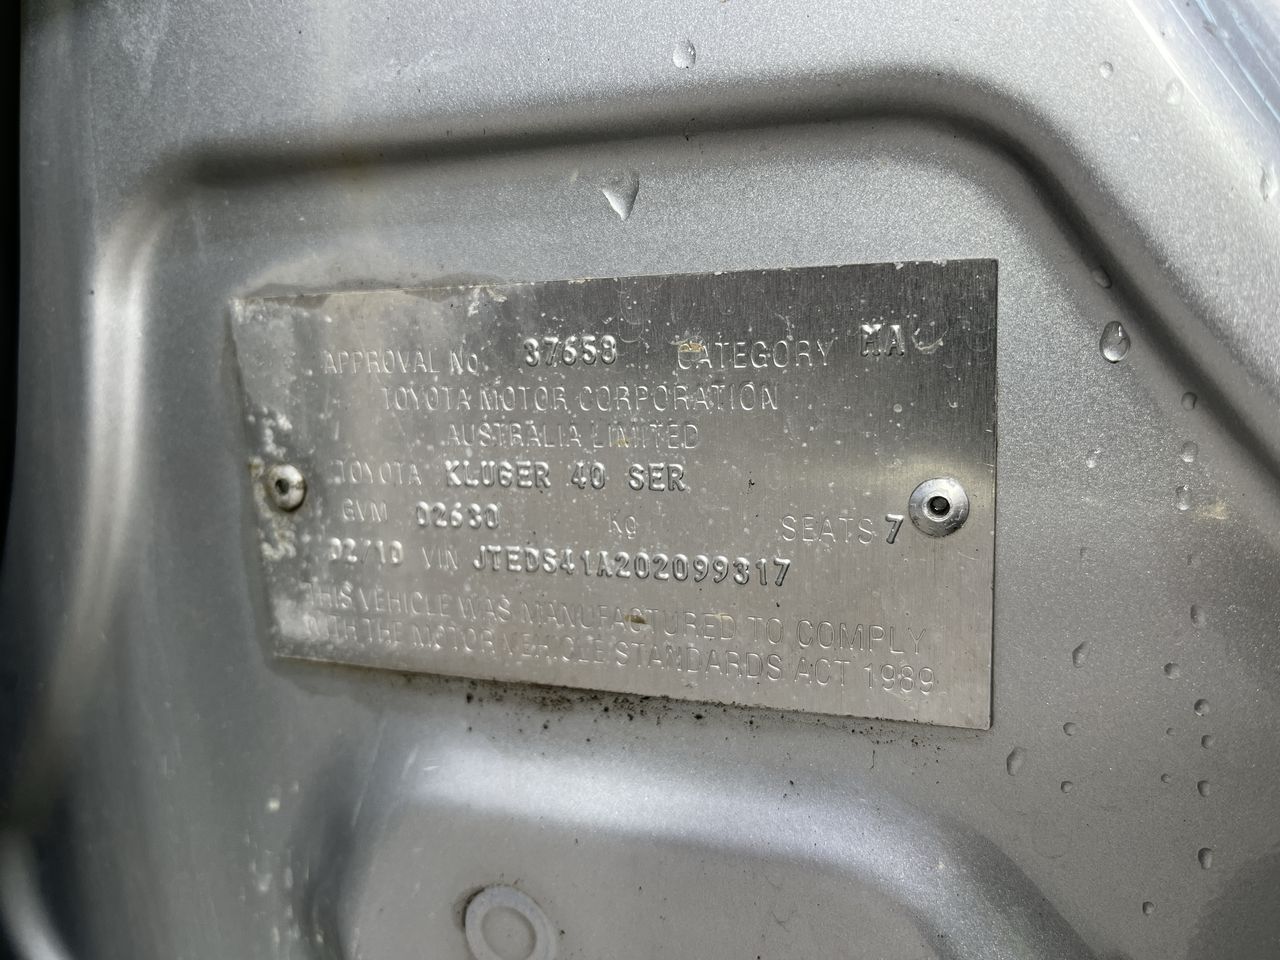 APPROVAL No. 37658 CATEGORY MA
TOYOTA MOTOR CORPORATION
AUSTRALIA LIMITED
TOYOTA KLUGER 40 SER
GVM 02630 Kg SEATS 7
02/10 VIN JTEDS41A202099317
THIS VEHICLE WAS MANUFACTURED TO COMPLY
WITH THE MOTOR VEHICLE STANDARDS ACT 1989